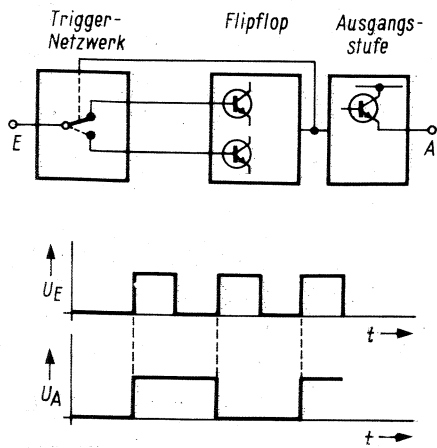 Trigger-
Netzwerk
Flipflop
Ausgangs-
stufe
E
A
U_E
t
U_A
t